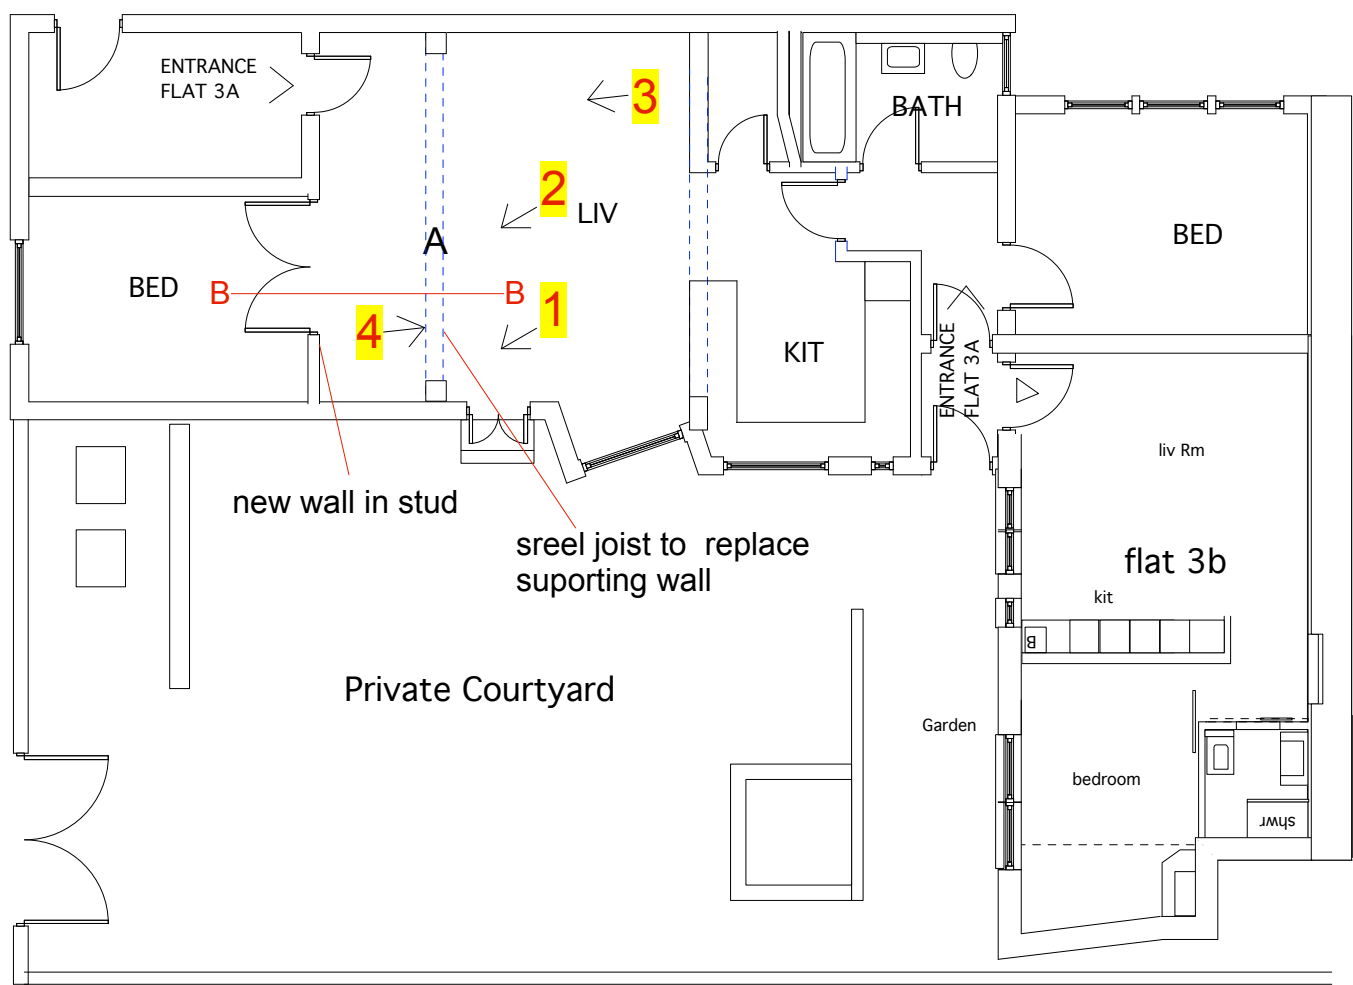 ENTRANCE
FLAT 3A
3
BATH
2
LIV
A
BED
BED
B
B
1
4
KIT
ENTRANCE
FLAT 3A
liv Rm
new wall in stud
sreel joist to replace
suporting wall
flat 3b
kit
B
Private Courtyard
Garden
bedroom
shwr